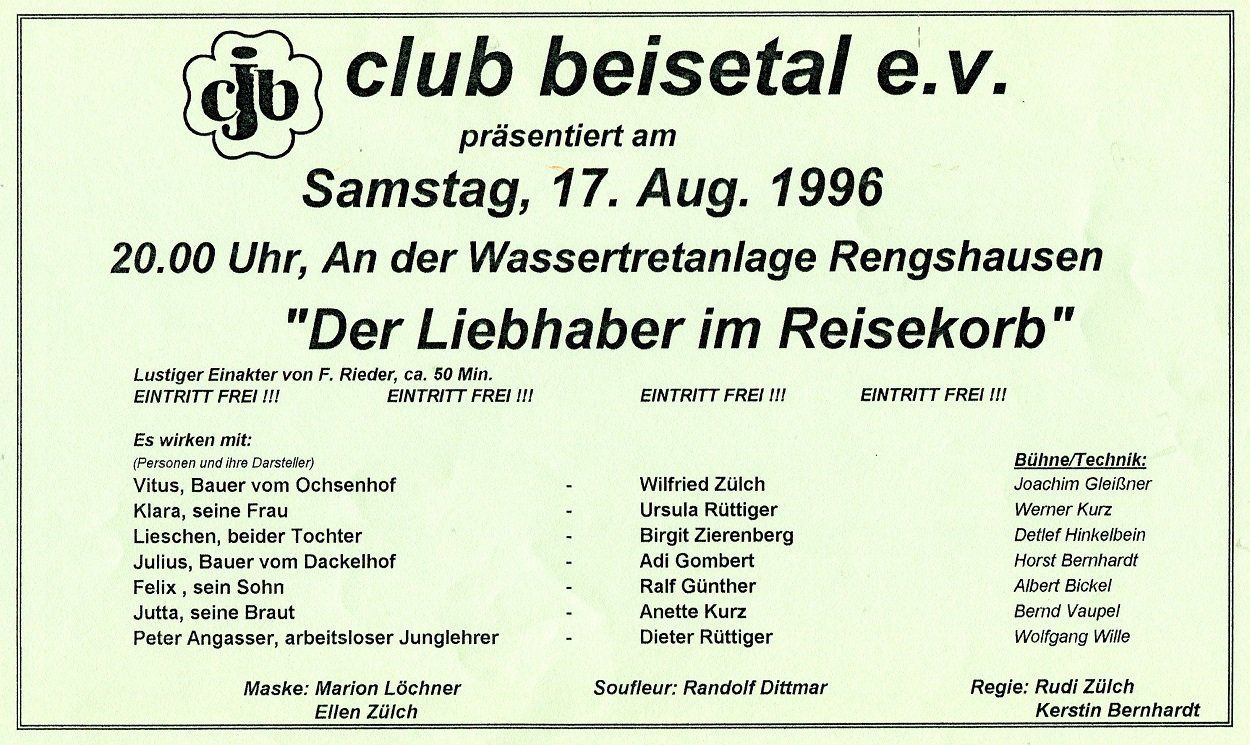 cjb
club beisetal e.v.
präsentiert am
Samstag, 17. Aug. 1996
20.00 Uhr, An der Wassertretanlage Rengshausen
"Der Liebhaber im Reisekorb"
Lustiger Einakter von F. Rieder, ca. 50 Min.
EINTRITT FREI !!! EINTRITT FREI !!! EINTRITT FREI !!! EINTRITT FREI !!!
Es wirken mit:
(Personen und ihre Darsteller)
Vitus, Bauer vom Ochsenhof - Wilfried Zülch
Klara, seine Frau - Ursula Rüttiger
Lieschen, beider Tochter - Birgit Zierenberg
Julius, Bauer vom Dackelhof - Adi Gombert
Felix , sein Sohn - Ralf Günther
Jutta, seine Braut - Anette Kurz
Peter Angasser, arbeitsloser Junglehrer - Dieter Rüttiger
Bühne/Technik:
Joachim Gleißner
Werner Kurz
Detlef Hinkelbein
Horst Bernhardt
Albert Bickel
Bernd Vaupel
Wolfgang Wille
Maske: Marion Löchner
Ellen Zülch
Soufleur: Randolf Dittmar
Regie: Rudi Zülch
Kerstin Bernhardt